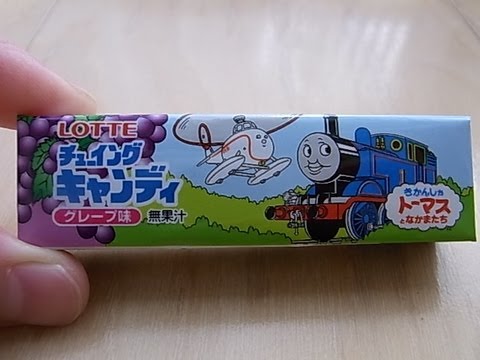 LOTTE
チューイング
キャンディ
グレープ味 無果汁
きかんしゃ
トーマス
となかまたち